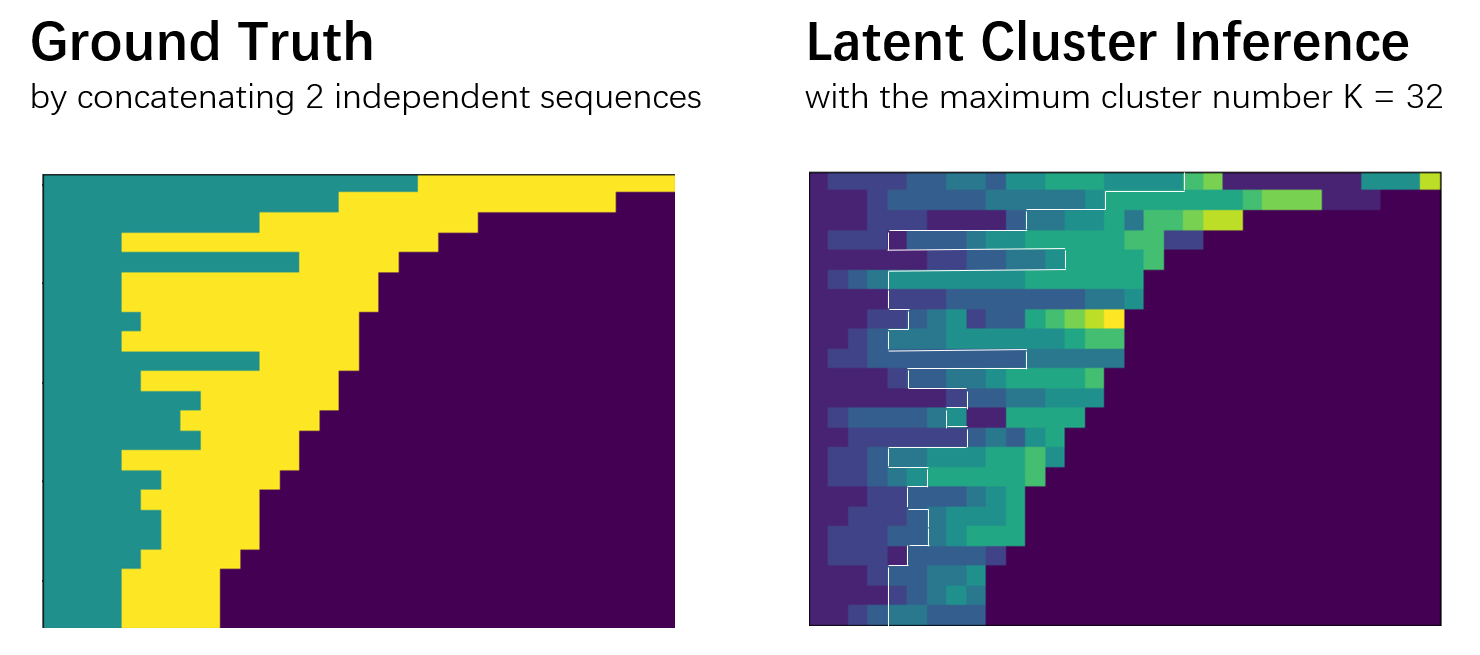 Ground Truth
by concatenating 2 independent sequences
Latent Cluster Inference
with the maximum cluster number K = 32